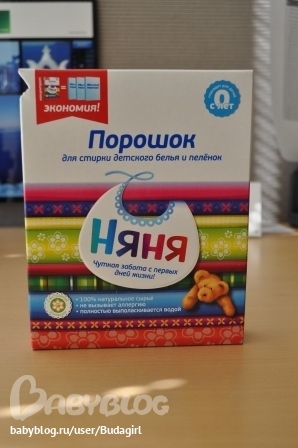 ЭКОНОМИЯ!
0
С ЛЕТ
Порошок
для стирки детского белья и пелёнок
Няня
Чуткая забота с первых
дней жизни!
• 100% натуральное сырьё
• не вызывает аллергию
• полностью выполаскивается водой
BABYBLOG
babyblog.ru/user/Budagirl